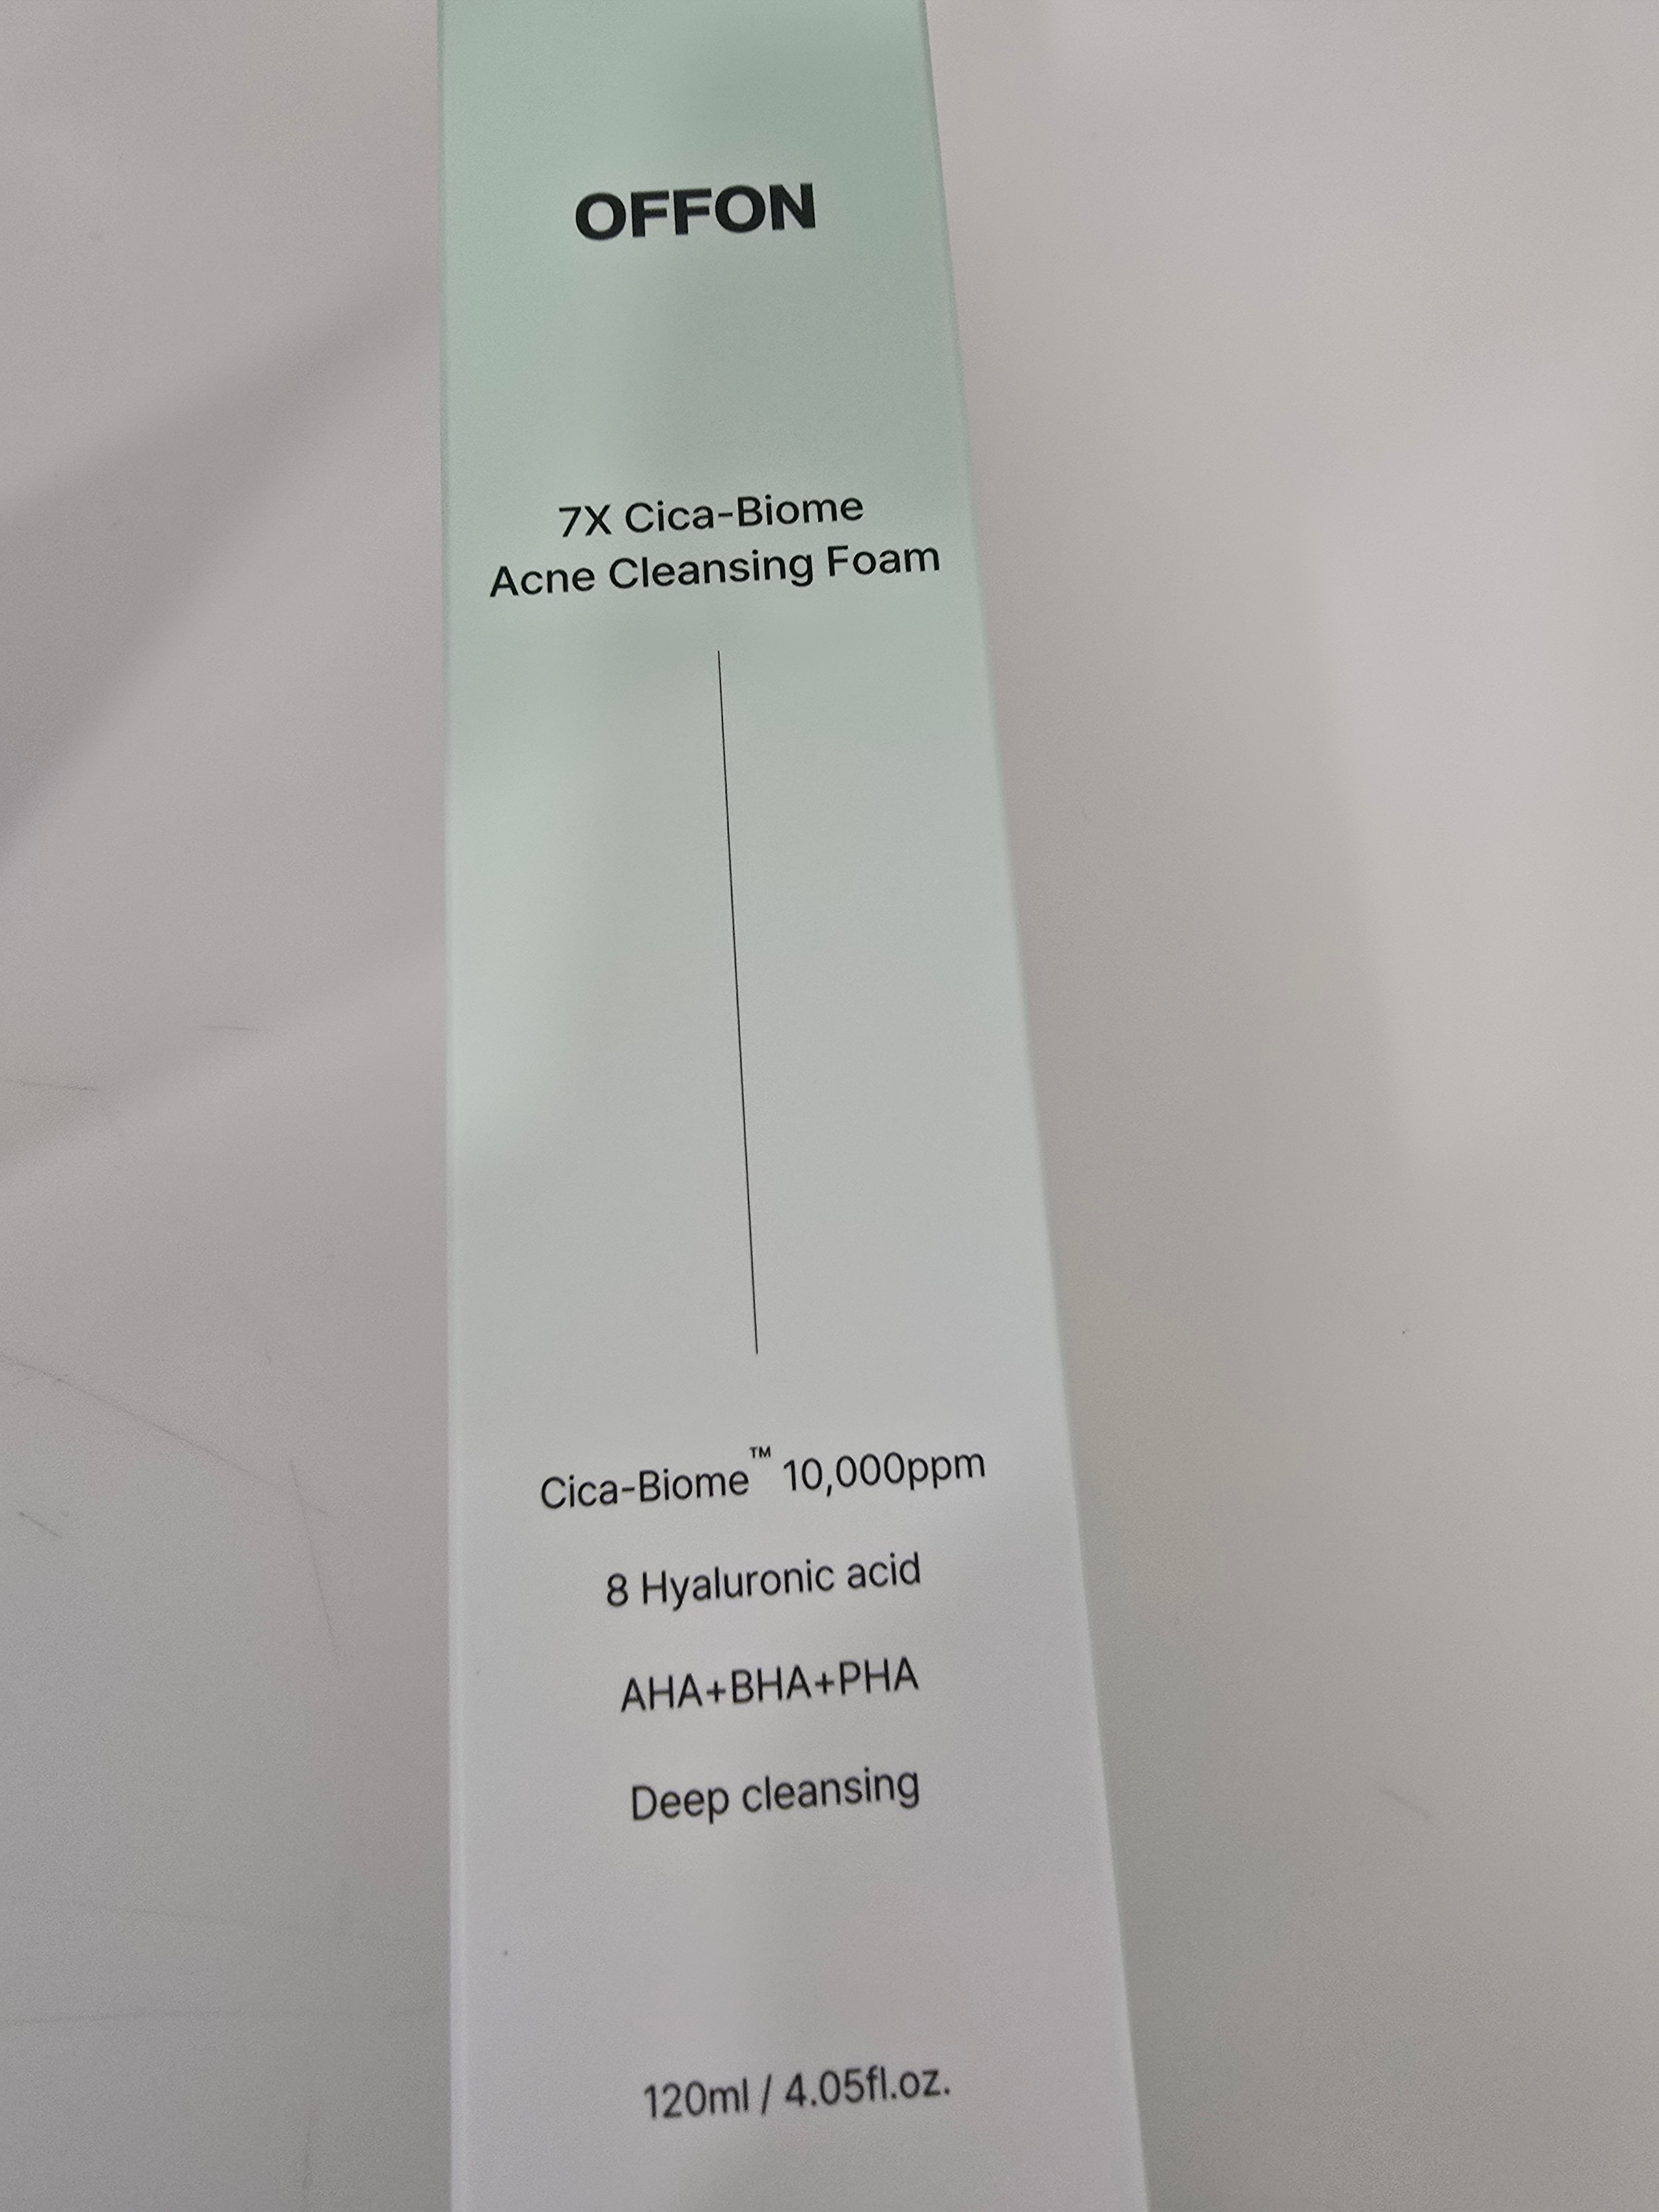 OFFON
7X Cica-Biome
Acne Cleansing Foam
Cica-Biome™ 10,000ppm
8 Hyaluronic acid
AHA+BHA+PHA
Deep cleansing
120ml / 4.05fl.oz.